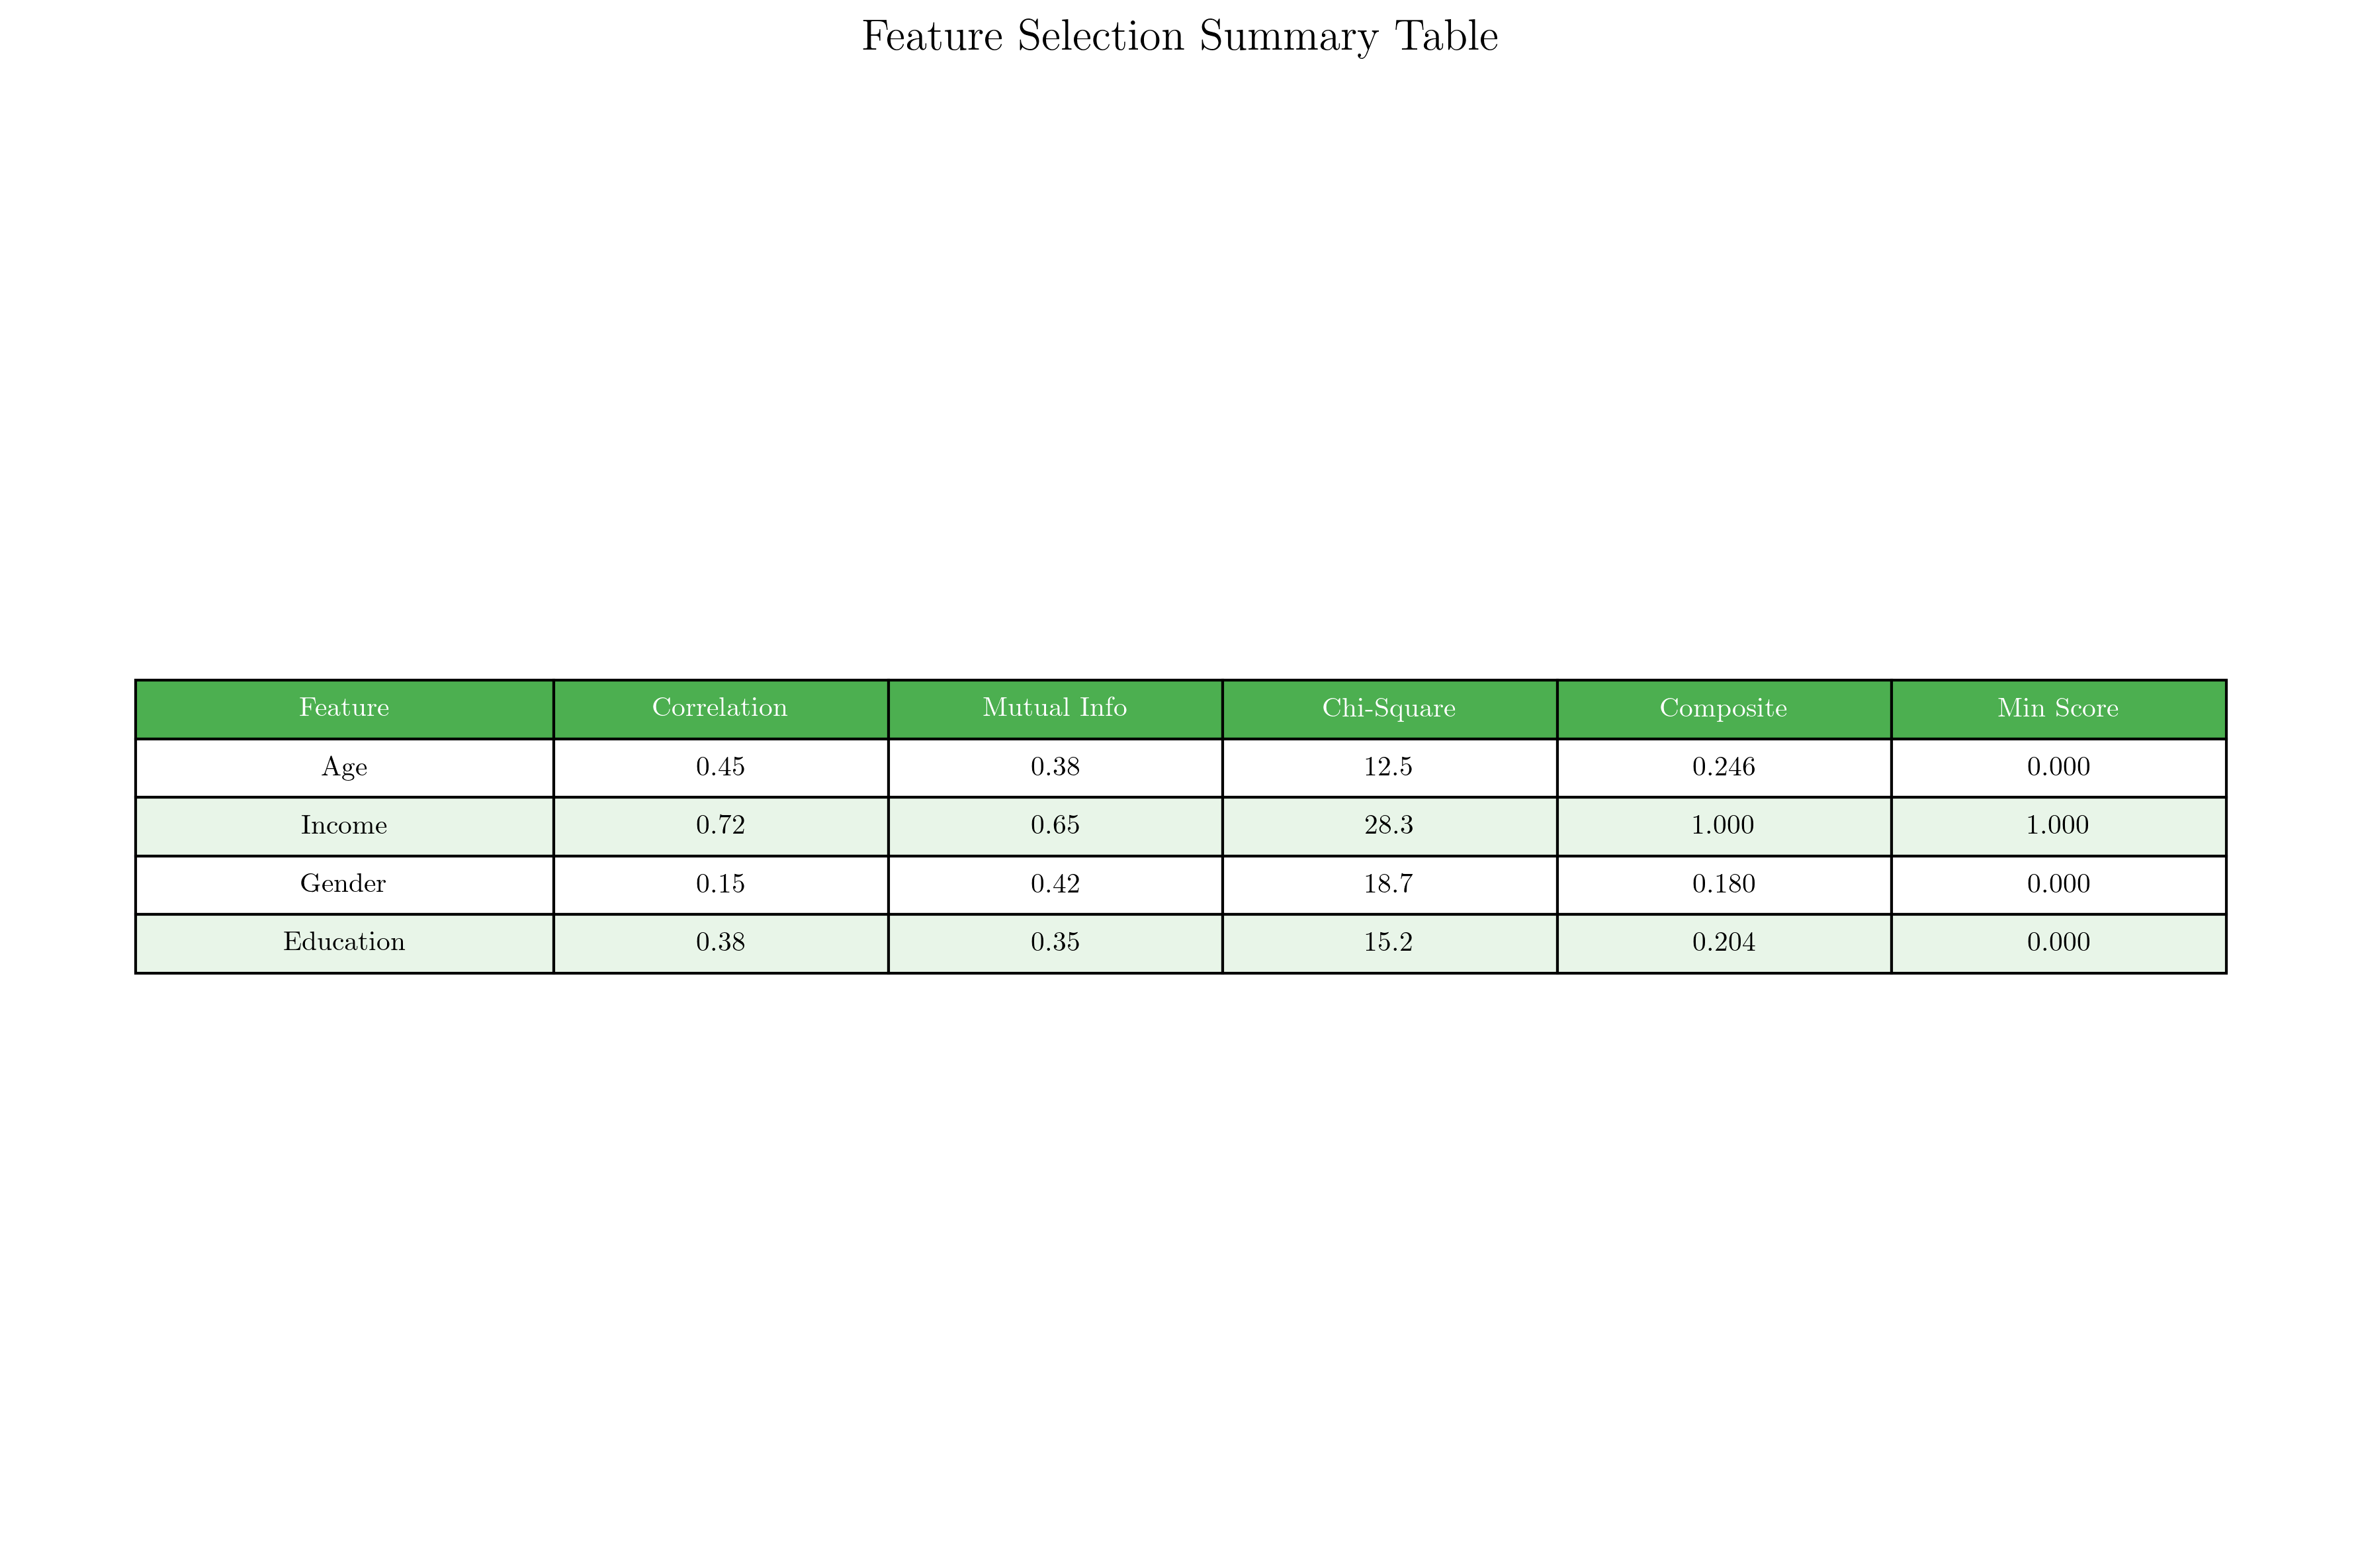 Feature Selection Summary Table
Feature Correlation Mutual Info Chi-Square Composite Min Score
Age 0.45 0.38 12.5 0.246 0.000
Income 0.72 0.65 28.3 1.000 1.000
Gender 0.15 0.42 18.7 0.180 0.000
Education 0.38 0.35 15.2 0.204 0.000